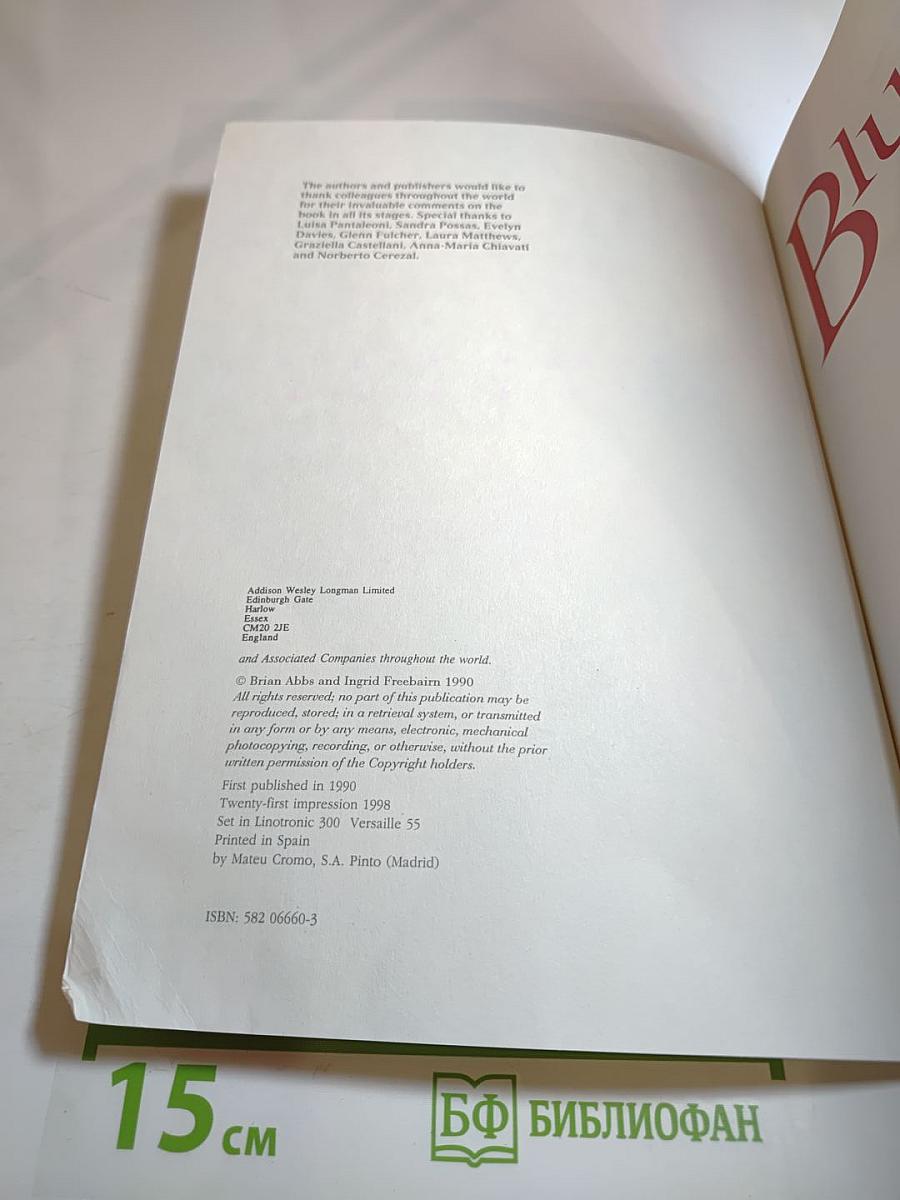 The authors and publishers would like to
thank colleagues throughout the world
for their invaluable comments on the
book in all its stages. Special thanks to
Luisa Pantaleoni, Sandra Possas, Evelyn
Davies, Glenn Fulcher, Laura Matthews,
Graziella Castellani, Anna-Maria Chiavati
and Norberto Cerezal.
Addison Wesley Longman Limited
Edinburgh Gate
Harlow
Essex
CM20 2JE
England
and Associated Companies throughout the world.
© Brian Abbs and Ingrid Freebairn 1990
All rights reserved; no part of this publication may be
reproduced, stored; in a retrieval system, or transmitted
in any form or by any means, electronic, mechanical
photocopying, recording, or otherwise, without the prior
written permission of the Copyright holders.
First published in 1990
Twenty-first impression 1998
Set in Linotronic 300 Versaille 55
Printed in Spain
by Mateu Cromo, S.A. Pinto (Madrid)
ISBN: 582 06660-3
Blu
15 см
БФ БИБЛИОФАН